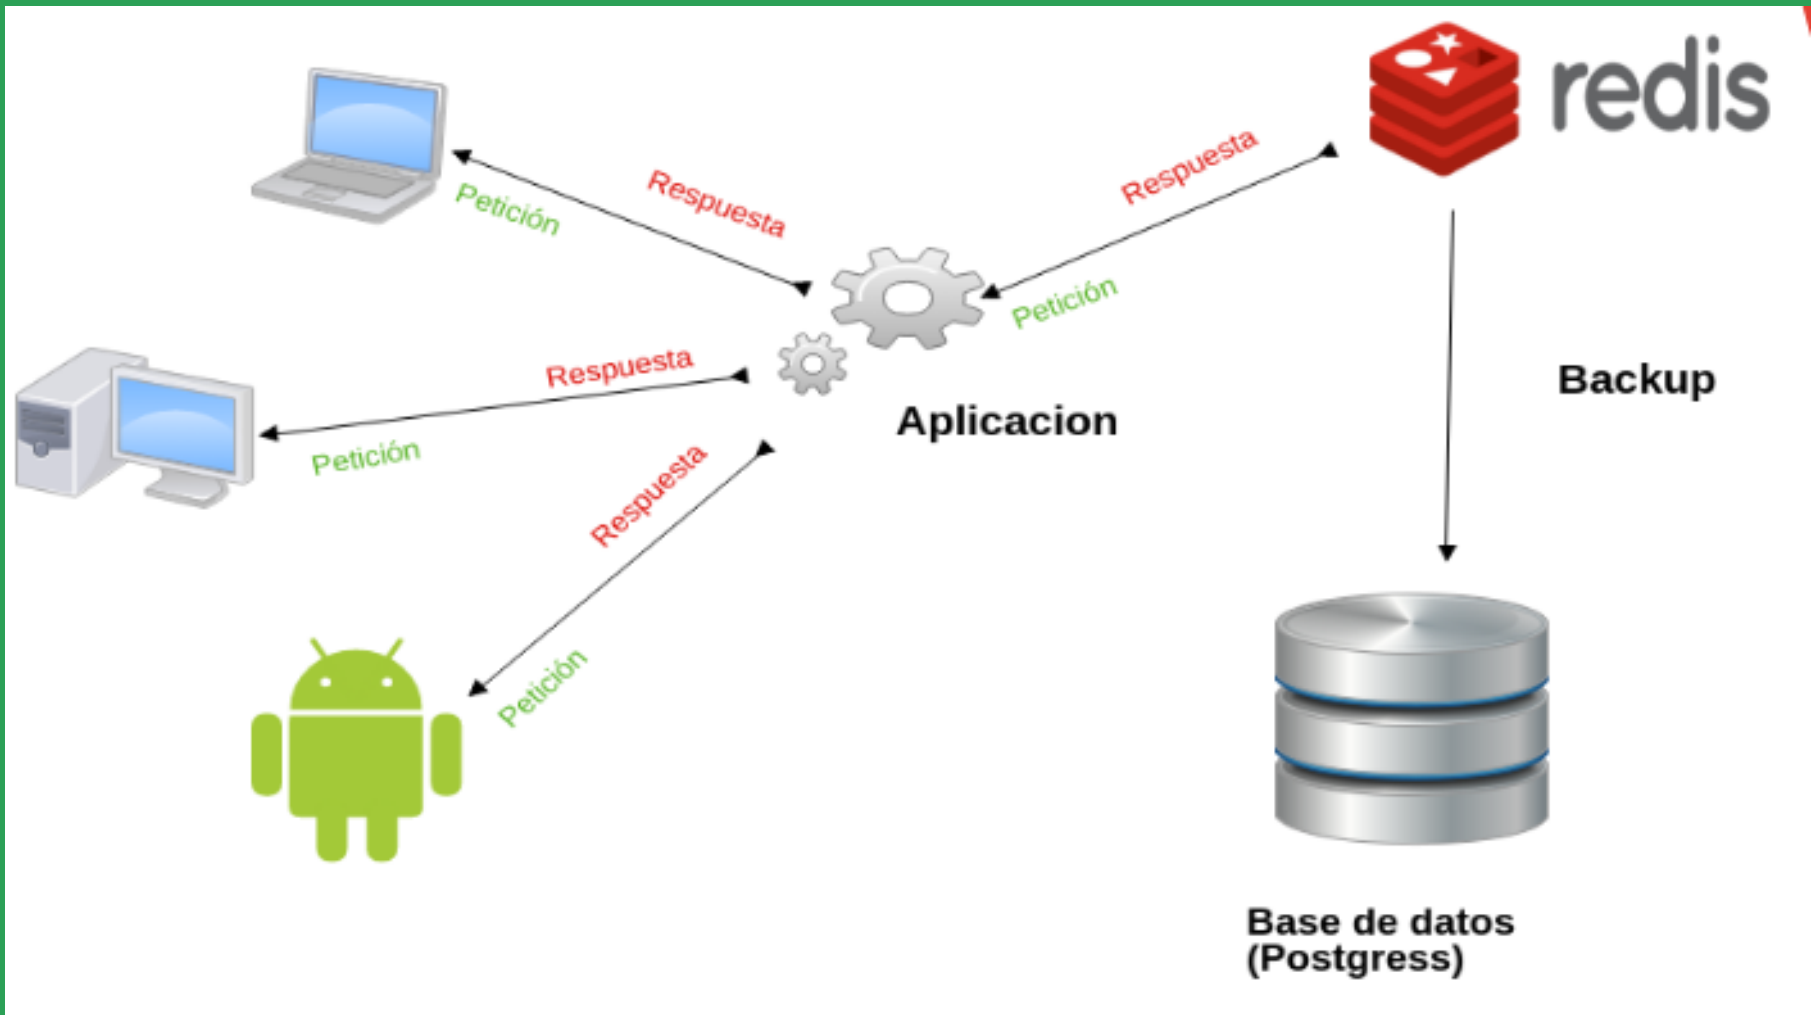 redis
Respuesta
Petición
Respuesta
Petición
Respuesta
Petición
Aplicacion
Backup
Respuesta
Petición
Base de datos
(Postgress)